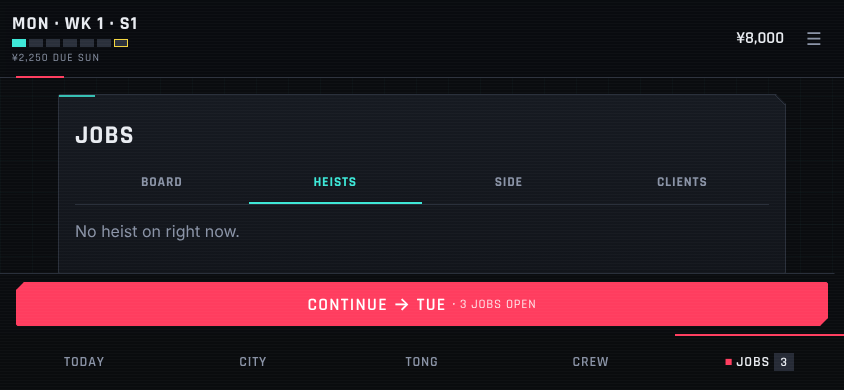 MON · WK 1 · S1
¥2,250 DUE SUN
¥8,000
JOBS
BOARD
HEISTS
SIDE
CLIENTS
No heist on right now.
CONTINUE → TUE · 3 JOBS OPEN
TODAY
CITY
TONG
CREW
JOBS 3